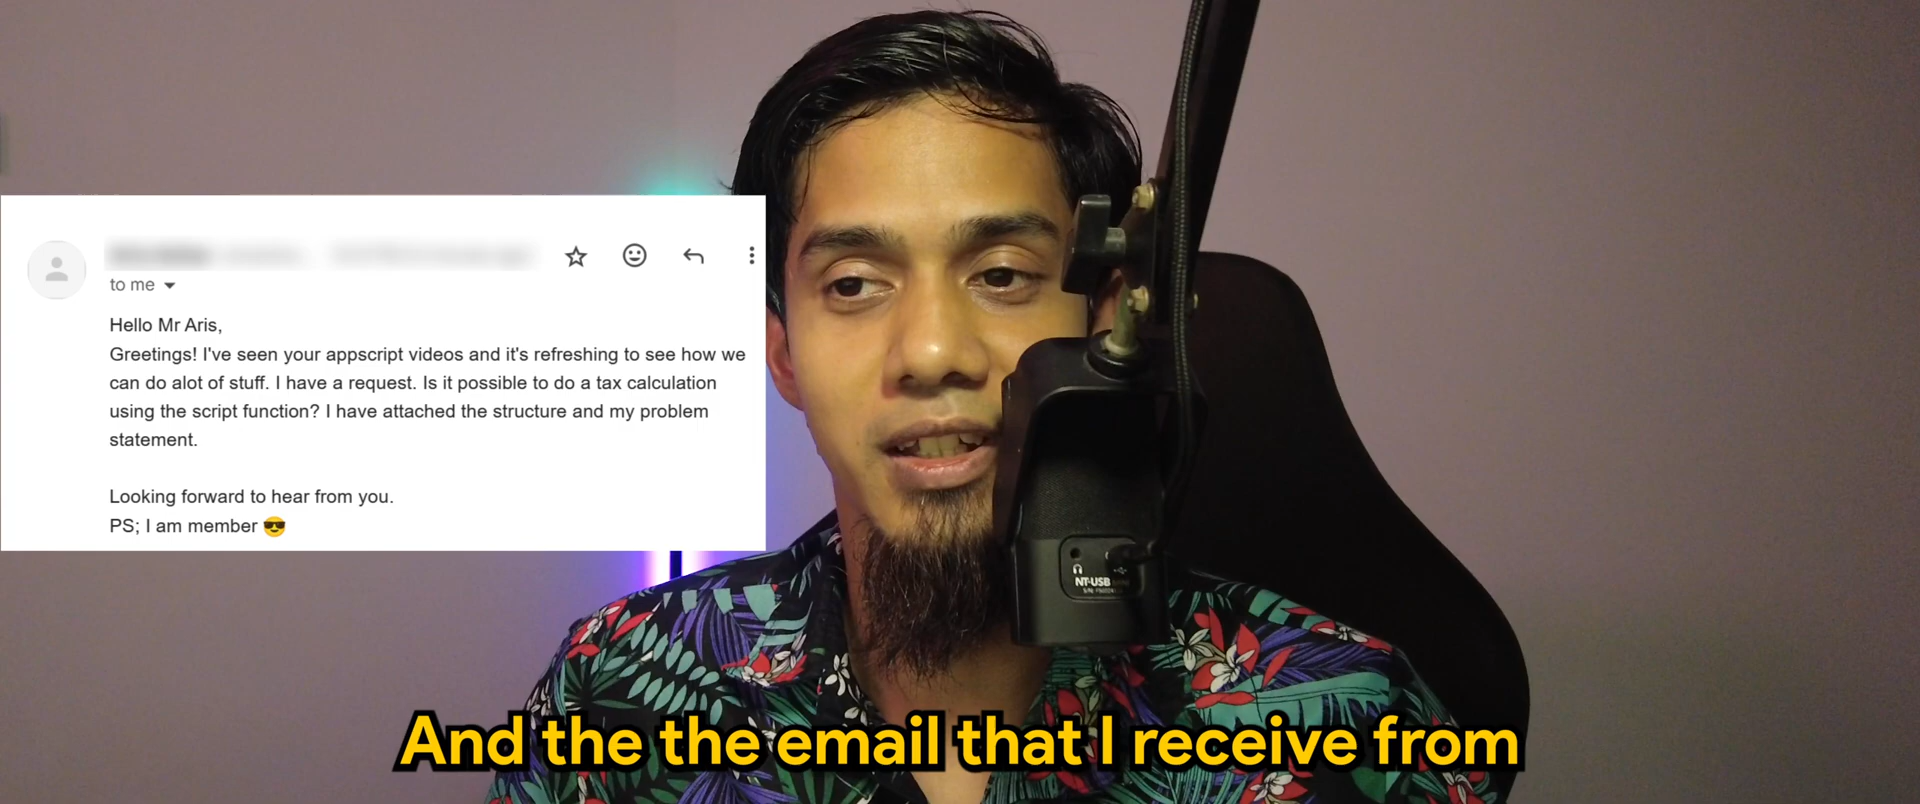 to me
Hello Mr Aris,
Greetings! I've seen your appscript videos and it's refreshing to see how we
can do alot of stuff. I have a request. Is it possible to do a tax calculation
using the script function? I have attached the structure and my problem
statement.
Looking forward to hear from you.
PS; I am member 😎
NT-USB
And the the email that I receive from